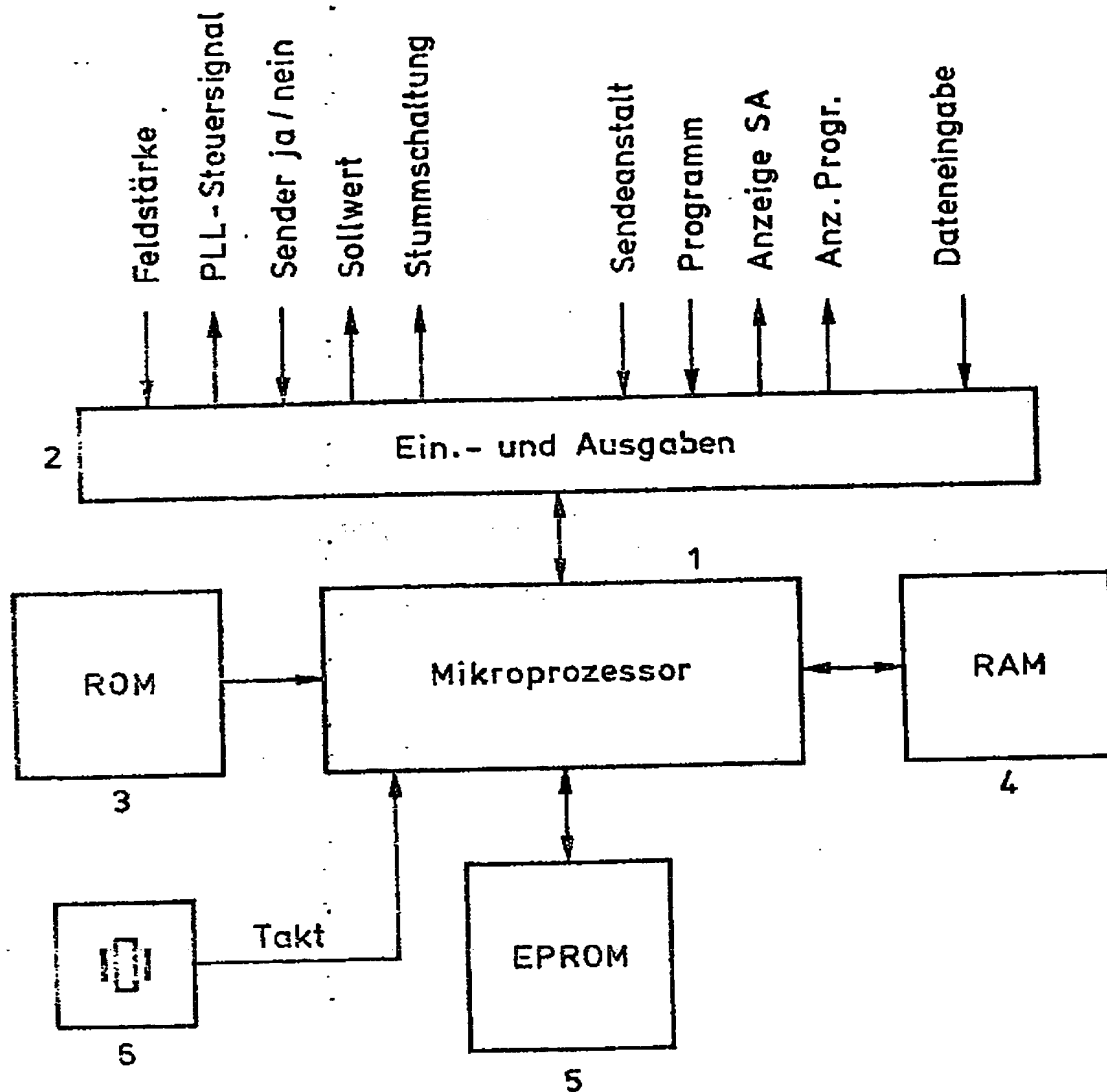 Feldstärke
PLL-Steuersignal
Sender ja/nein
Sollwert
Stummschaltung
Sendeanstalt
Programm
Anzeige SA
Anz. Progr.
Dateneingabe
2
Ein.- und Ausgaben
1
ROM
Mikroprozessor
RAM
3
4
Takt
EPROM
5